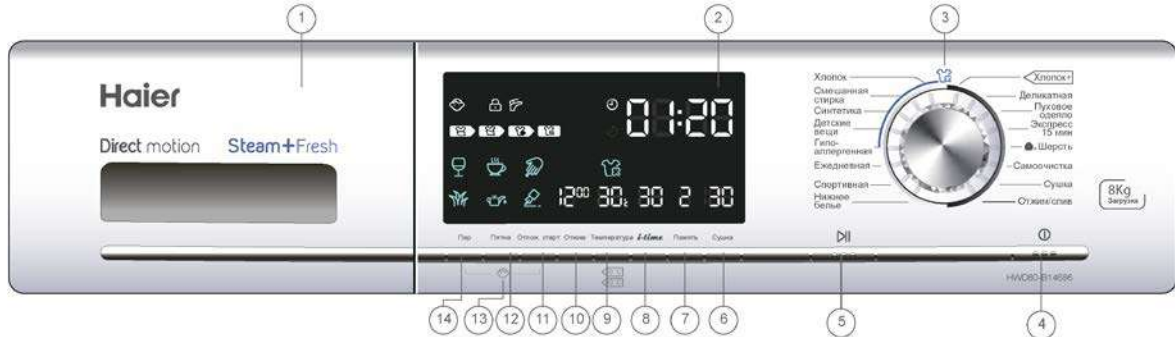 1
2
3
Haier
Direct motion
Steam+Fresh
01:20
12:00
30°c
30
2
30
Пар
Пятна
Отлож. старт
Отжим
Температура
i-time
Память
Сушка
Хлопок
Смешанная
стирка
Синтетика
Детские
вещи
Гипо-
аллергенная
Ежедневная
Спортивная
Нижнее
белье
Хлопок+
Деликатная
Пуховое
одеяло
Экспресс
15 мин
Шерсть
Самоочистка
Сушка
Отжим/слив
8Kg
Загрузка
HWD80-B14686
14
13
12
11
10
9
8
7
6
5
4